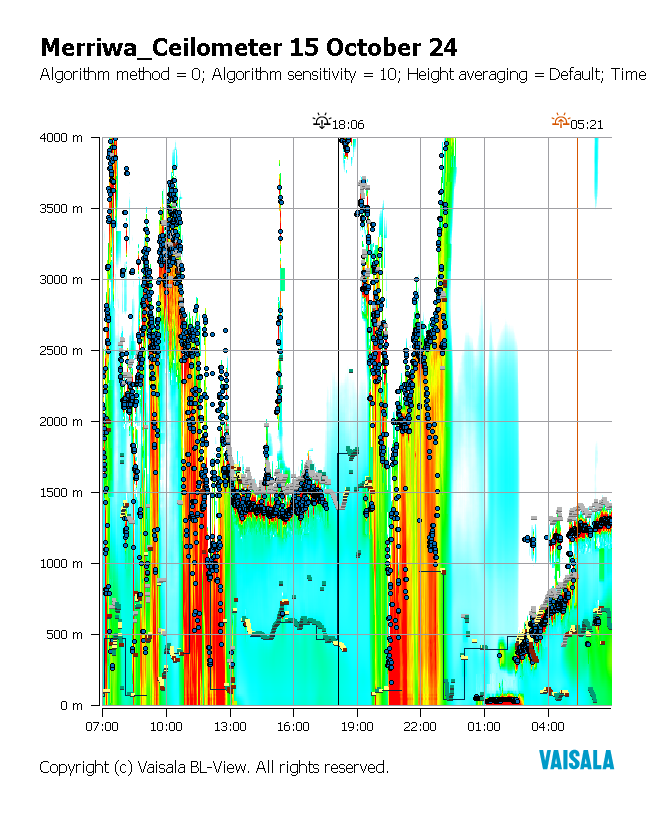 Merriwa_Ceilometer 15 October 24
Algorithm method = 0; Algorithm sensitivity = 10; Height averaging = Default; Time
18:06
05:21
4000 m
3500 m
3000 m
2500 m
2000 m
1500 m
1000 m
500 m
0 m
07:00 10:00 13:00 16:00 19:00 22:00 01:00 04:00
Copyright (c) Vaisala BL-View. All rights reserved.
VAISALA